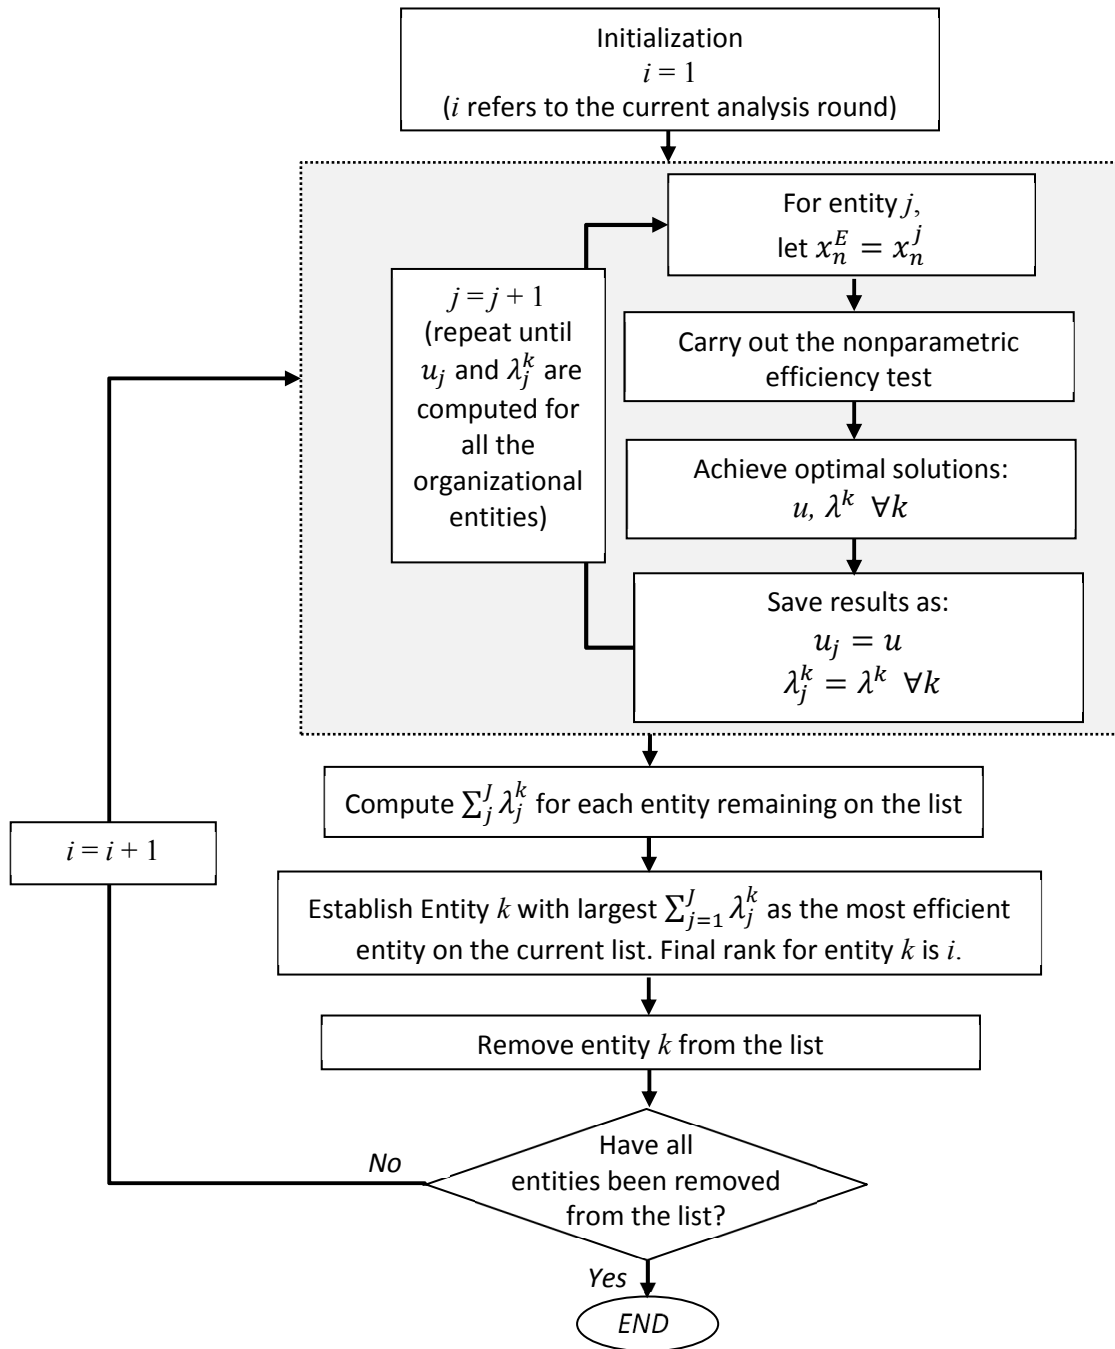 Initialization
i = 1
(i refers to the current analysis round)
For entity j,
let x_n^E = x_n^j
j = j + 1
(repeat until
u_j and λ_j^k are
computed for
all the
organizational
entities)
Carry out the nonparametric
efficiency test
Achieve optimal solutions:
u, λ^k ∀k
Save results as:
u_j = u
λ_j^k = λ^k ∀k
Compute ∑_j^J λ_j^k for each entity remaining on the list
i = i + 1
Establish Entity k with largest ∑_{j=1}^J λ_j^k as the most efficient
entity on the current list. Final rank for entity k is i.
Remove entity k from the list
Have all
entities been removed
from the list?
No
Yes
END